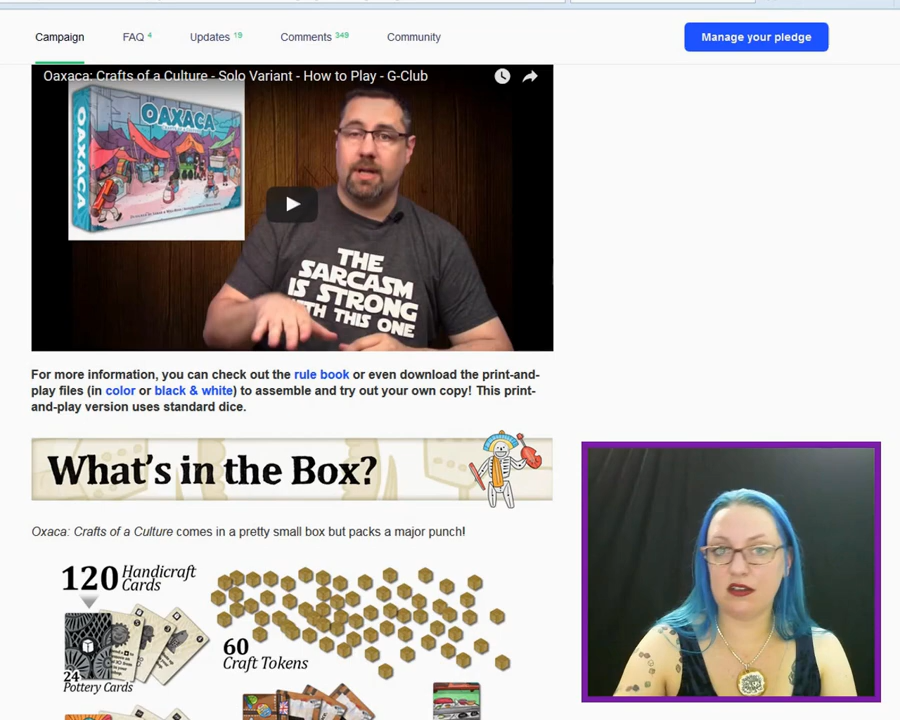 Campaign FAQ 4 Updates 19 Comments 349 Community Manage your pledge
Oaxaca: Crafts of a Culture - Solo Variant - How to Play - G-Club
OAXACA
OAXACA
THE
SARCASM
IS STRONG
WITH THIS ONE
For more information, you can check out the rule book or even download the print-and-
play files (in color or black & white) to assemble and try out your own copy! This print-
and-play version uses standard dice.
What's in the Box?
Oxaca: Crafts of a Culture comes in a pretty small box but packs a major punch!
120 Handicraft
Cards
60
Craft Tokens
24
Pottery Cards